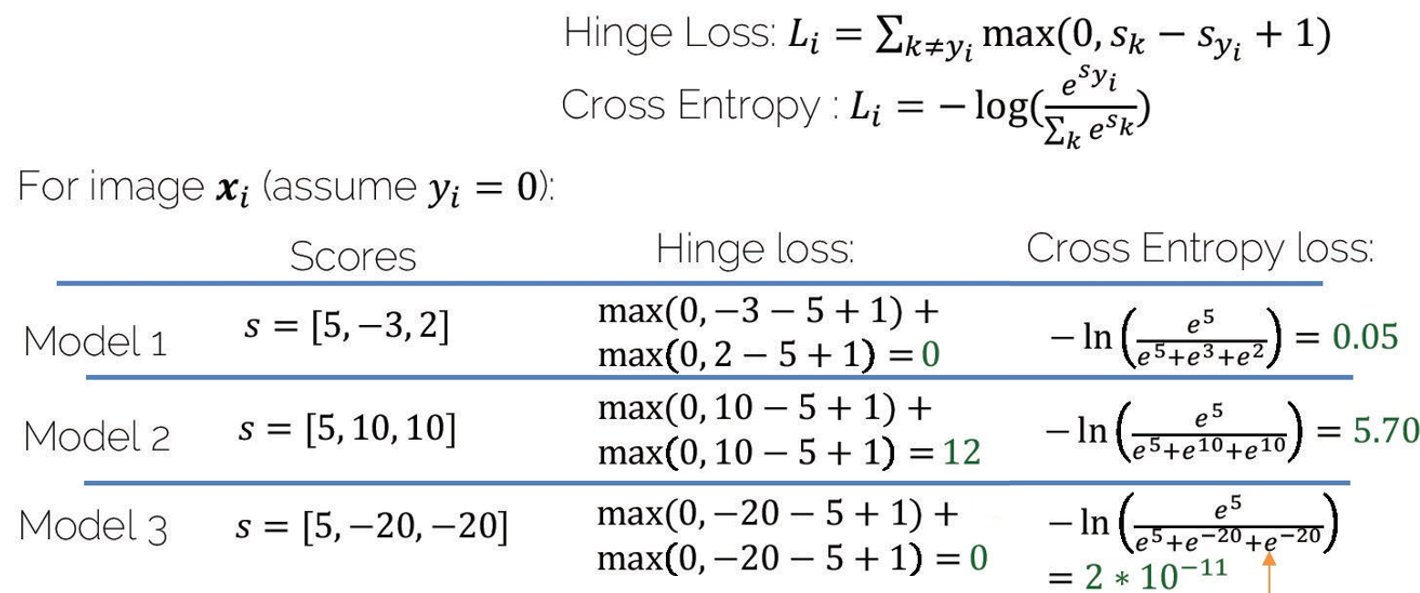 Hinge Loss: L_i = ∑_{k≠y_i} max(0, s_k − s_{y_i} + 1)
Cross Entropy : L_i = − log(e^{s_{y_i}} / ∑_k e^{s_k})
For image x_i (assume y_i = 0):
Scores Hinge loss: Cross Entropy loss:
Model 1 s = [5, −3, 2] max(0, −3 − 5 + 1) +
max(0, 2 − 5 + 1) = 0 − ln(e^5 / e^5+e^3+e^2) = 0.05
Model 2 s = [5, 10, 10] max(0, 10 − 5 + 1) +
max(0, 10 − 5 + 1) = 12 − ln(e^5 / e^5+e^10+e^10) = 5.70
Model 3 s = [5, −20, −20] max(0, −20 − 5 + 1) +
max(0, −20 − 5 + 1) = 0 − ln(e^5 / e^5+e^−20+e^−20)
= 2 * 10^−11